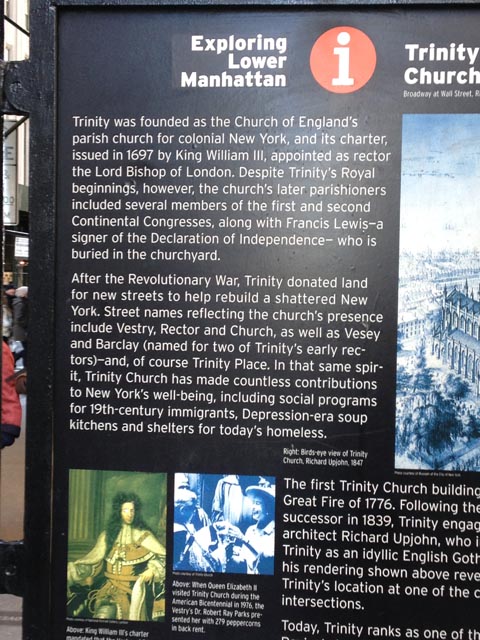 Exploring
Lower
Manhattan
i
Trinity
Church
Broadway at Wall Street,
Trinity was founded as the Church of England's
parish church for colonial New York, and its charter,
issued in 1697 by King William III, appointed as rector
the Lord Bishop of London. Despite Trinity's Royal
beginnings, however, the church's later parishioners
included several members of the first and second
Continental Congresses, along with Francis Lewis—a
signer of the Declaration of Independence— who is
buried in the churchyard.
After the Revolutionary War, Trinity donated land
for new streets to help rebuild a shattered New
York. Street names reflecting the church's presence
include Vestry, Rector and Church, as well as Vesey
and Barclay (named for two of Trinity's early rec-
tors)—and, of course Trinity Place. In that same spir-
it, Trinity Church has made countless contributions
to New York's well-being, including social programs
for 19th-century immigrants, Depression-era soup
kitchens and shelters for today's homeless.
Right: Birds-eye view of Trinity
Church, Richard Upjohn, 1847
The first Trinity Church building
Great Fire of 1776. Following the
successor in 1839, Trinity engag
architect Richard Upjohn, who i
Trinity as an idyllic English Goth
his rendering shown above reve
Trinity's location at one of the c
intersections.
Today, Trinity ranks as one of th
Above: When Queen Elizabeth II
visited Trinity Church during the
American Bicentennial in 1976, the
Vestry's Dr. Robert Ray Parks pre-
sented her with 279 peppercorns
in back rent.
Above: King William III's charter